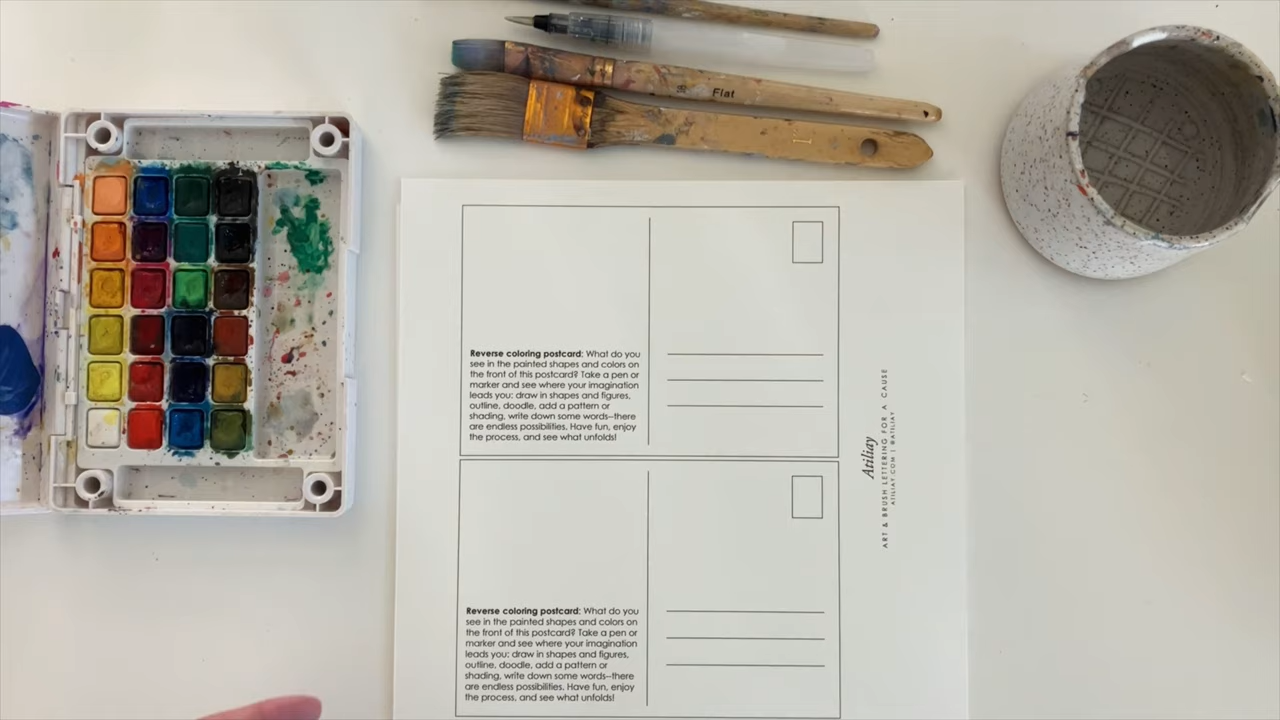 18 Flat
1
Reverse coloring postcard: What do you
see in the painted shapes and colors on
the front of this postcard? Take a pen or
marker and see where your imagination
leads you: draw in shapes and figures,
outline, doodle, add a pattern or
shading, write down some words--there
are endless possibilities. Have fun, enjoy
the process, and see what unfolds!
Atiliay
ART & BRUSH LETTERING FOR A CAUSE
ATILIAY.COM | @ATILIAY
Reverse coloring postcard: What do you
see in the painted shapes and colors on
the front of this postcard? Take a pen or
marker and see where your imagination
leads you: draw in shapes and figures,
outline, doodle, add a pattern or
shading, write down some words--there
are endless possibilities. Have fun, enjoy
the process, and see what unfolds!